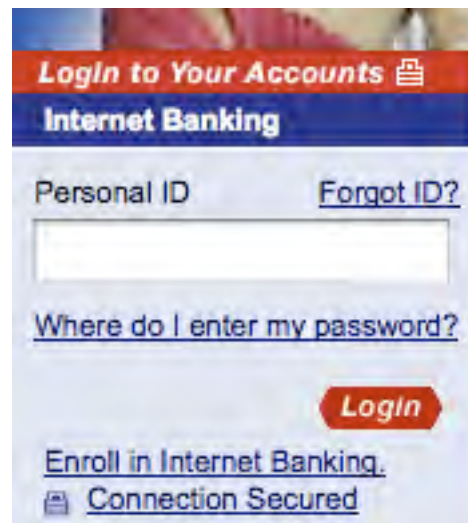 Login to Your Accounts
Internet Banking
Personal ID Forgot ID?
Where do I enter my password?
Login
Enroll in Internet Banking.
Connection Secured